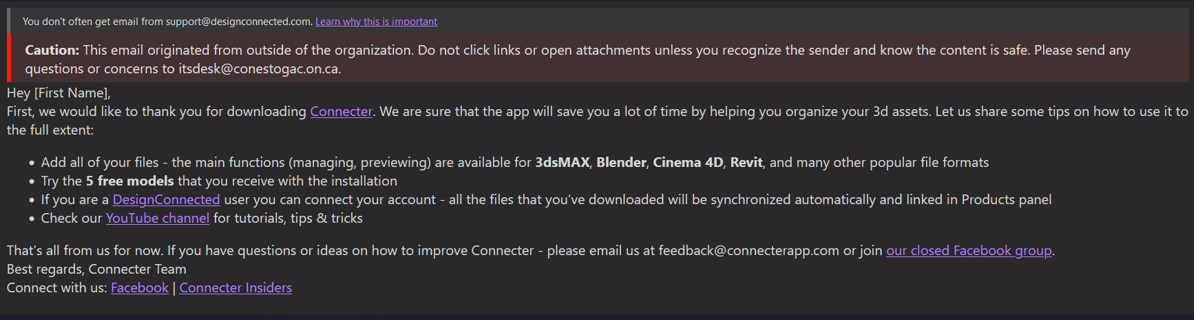 You don't often get email from support@designconnected.com. Learn why this is important
Caution: This email originated from outside of the organization. Do not click links or open attachments unless you recognize the sender and know the content is safe. Please send any
questions or concerns to itsdesk@conestogac.on.ca.
Hey [First Name],
First, we would like to thank you for downloading Connecter. We are sure that the app will save you a lot of time by helping you organize your 3d assets. Let us share some tips on how to use it to
the full extent:
• Add all of your files - the main functions (managing, previewing) are available for 3dsMAX, Blender, Cinema 4D, Revit, and many other popular file formats
• Try the 5 free models that you receive with the installation
• If you are a DesignConnected user you can connect your account - all the files that you've downloaded will be synchronized automatically and linked in Products panel
• Check our YouTube channel for tutorials, tips & tricks
That's all from us for now. If you have questions or ideas on how to improve Connecter - please email us at feedback@connecterapp.com or join our closed Facebook group.
Best regards, Connecter Team
Connect with us: Facebook | Connecter Insiders